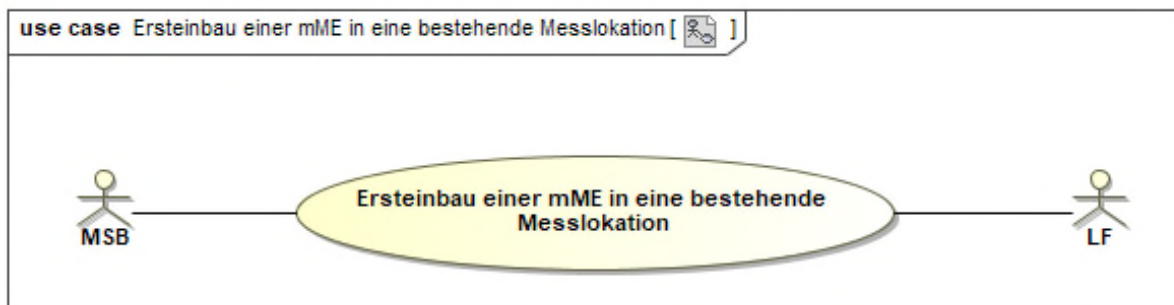 use case Ersteinbau einer mME in eine bestehende Messlokation [ ]
Ersteinbau einer mME in eine bestehende
Messlokation
MSB
LF